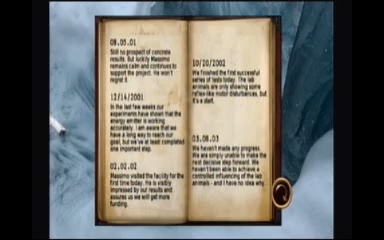 08.05.01
Still no prospect of concrete
results. But luckily Massimo
remains calm and continues to
support the project. He won't
regret it.
12/14/2001
In the last few weeks our
experiments have shown that the
energy emitter is working
accurately. I am aware that we
have a long way to reach our
goal, but we've at least completed
one important step.
02.02.02
Massimo visited the facility for the
first time today. He is visibly
impressed by our results and
assures us we will get more
funding.
10/20/2002
We finished the first successful
series of tests today. The lab
animals are only showing some
reflex-like motor disturbances, but
it's a start.
03.08.03
We haven't made any progress.
We are simply unable to make the
next decisive step forward. We
haven't been able to achieve a
controlled influencing of the lab
animals - and I have no idea why.